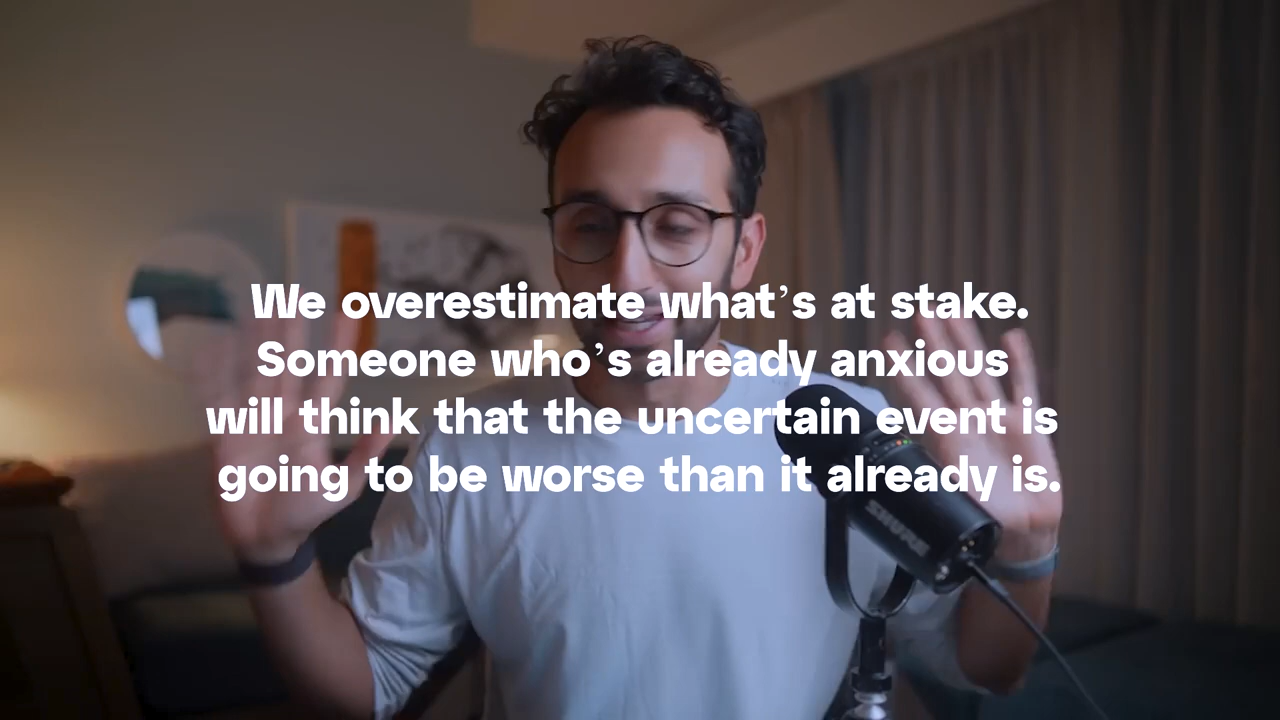 We overestimate what’s at stake.
Someone who’s already anxious
will think that the uncertain event is
going to be worse than it already is.
SHURE